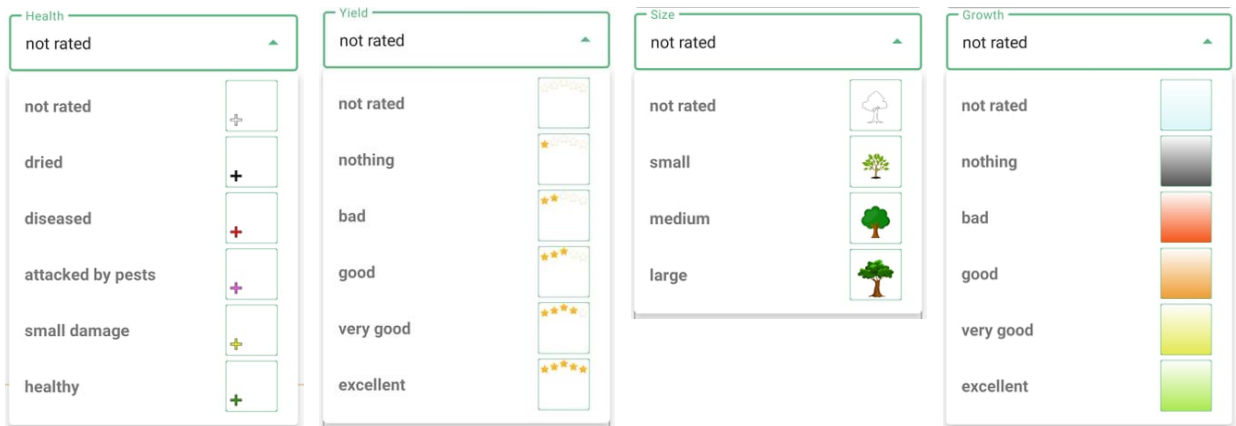 Health
not rated
not rated
dried
diseased
attacked by pests
small damage
healthy
Yield
not rated
not rated
nothing
bad
good
very good
excellent
Size
not rated
not rated
small
medium
large
Growth
not rated
not rated
nothing
bad
good
very good
excellent